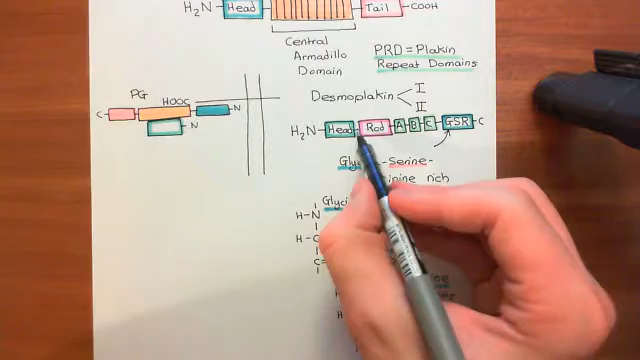 H₂N Head Tail COOH
Central
Armadillo
Domain
PRD = Plakin
Repeat Domains
PG
C HOOC N
N
Desmoplakin I
II
H₂N Head Rod A B C GSR C
Serine-
rich
H-N
H-C
C